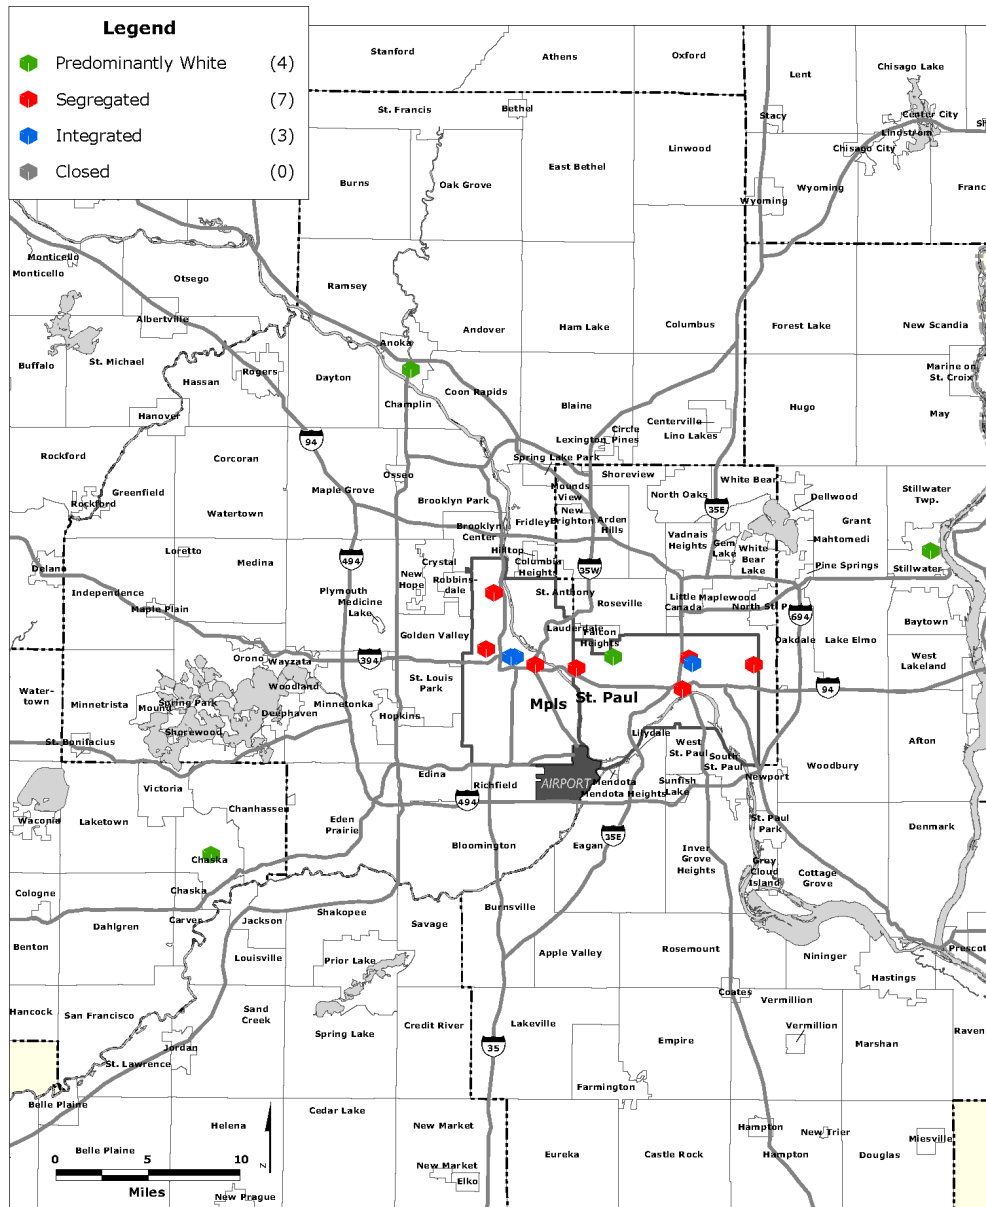 Legend
Predominantly White (4)
Segregated (7)
Integrated (3)
Closed (0)
Stanford
Athens
Oxford
Lent
Chisago Lake
St. Francis
Bethel
Stacy
Center City
Lindstrom
Chisago City
Linwood
East Bethel
Burns
Oak Grove
Wyoming
Wyoming
Franc
Monticello
Monticello
Otsego
Ramsey
Albertville
Andover
Ham Lake
Columbus
Forest Lake
New Scandia
Anoka
Buffalo
St. Michael
Hassan
Rogers
Dayton
Coon Rapids
Marine on
St. Croix
Champlin
Blaine
Hugo
May
Hanover
Centerville
Lino Lakes
Circle
Pines
Lexington
94
Rockford
Corcoran
Spring Lake Park
Osseo
Shoreview
White Bear
Mounds
View
North Oaks
Dellwood
Stillwater
Twp.
Rockford
Greenfield
Maple Grove
Brooklyn Park
35E
Watertown
New
Brighton
Arden
Hills
Grant
Brooklyn
Center
Fridley
Vadnais
Heights
Gem
Lake
White
Bear
Lake
Mahtomedi
Loretto
Medina
494
Crystal
Hilltop
Columbia
Heights
35W
Pine Springs
Stillwater
Delano
New
Hope
Robbins-
dale
Independence
Plymouth
Medicine
Lake
St. Anthony
Roseville
Little
Canada
Maplewood
North St. P
694
Baytown
Maple Plain
Golden Valley
Lauderdale
Falcon
Heights
Oakdale
Lake Elmo
Orono
Wayzata
394
West
Lakeland
Water-
town
Minnetrista
Mound
Spring Park
Woodland
Deephaven
Minnetonka
St. Louis
Park
Hopkins
94
Mpls
St. Paul
Shorewood
St. Bonifacius
Lilydale
West
St. Paul
South
St. Paul
Afton
Edina
Richfield
AIRPORT
Mendota
Mendota Heights
Sunfish
Lake
Newport
Woodbury
Victoria
Chanhassen
494
Waconia
Laketown
Eden
Prairie
35E
St. Paul
Park
Denmark
Chaska
Bloomington
Eagan
Inver
Grove
Heights
Grey
Cloud
Island
Cottage
Grove
Cologne
Chaska
Dahlgren
Carver
Jackson
Shakopee
Savage
Burnsville
Benton
Louisville
Prior Lake
Apple Valley
Rosemount
Nininger
Prescot
Hastings
Coates
Vermillion
Hancock
San Francisco
Sand
Creek
Spring Lake
Credit River
Lakeville
Vermillion
Raven
35
Empire
Marshan
Jordan
St. Lawrence
Farmington
Belle Plaine
Cedar Lake
Helena
New Market
Hampton
New Trier
Miesville
Belle Plaine
Eureka
Castle Rock
Hampton
Douglas
0 5 10
Miles
z
New Market
Elko
New Prague